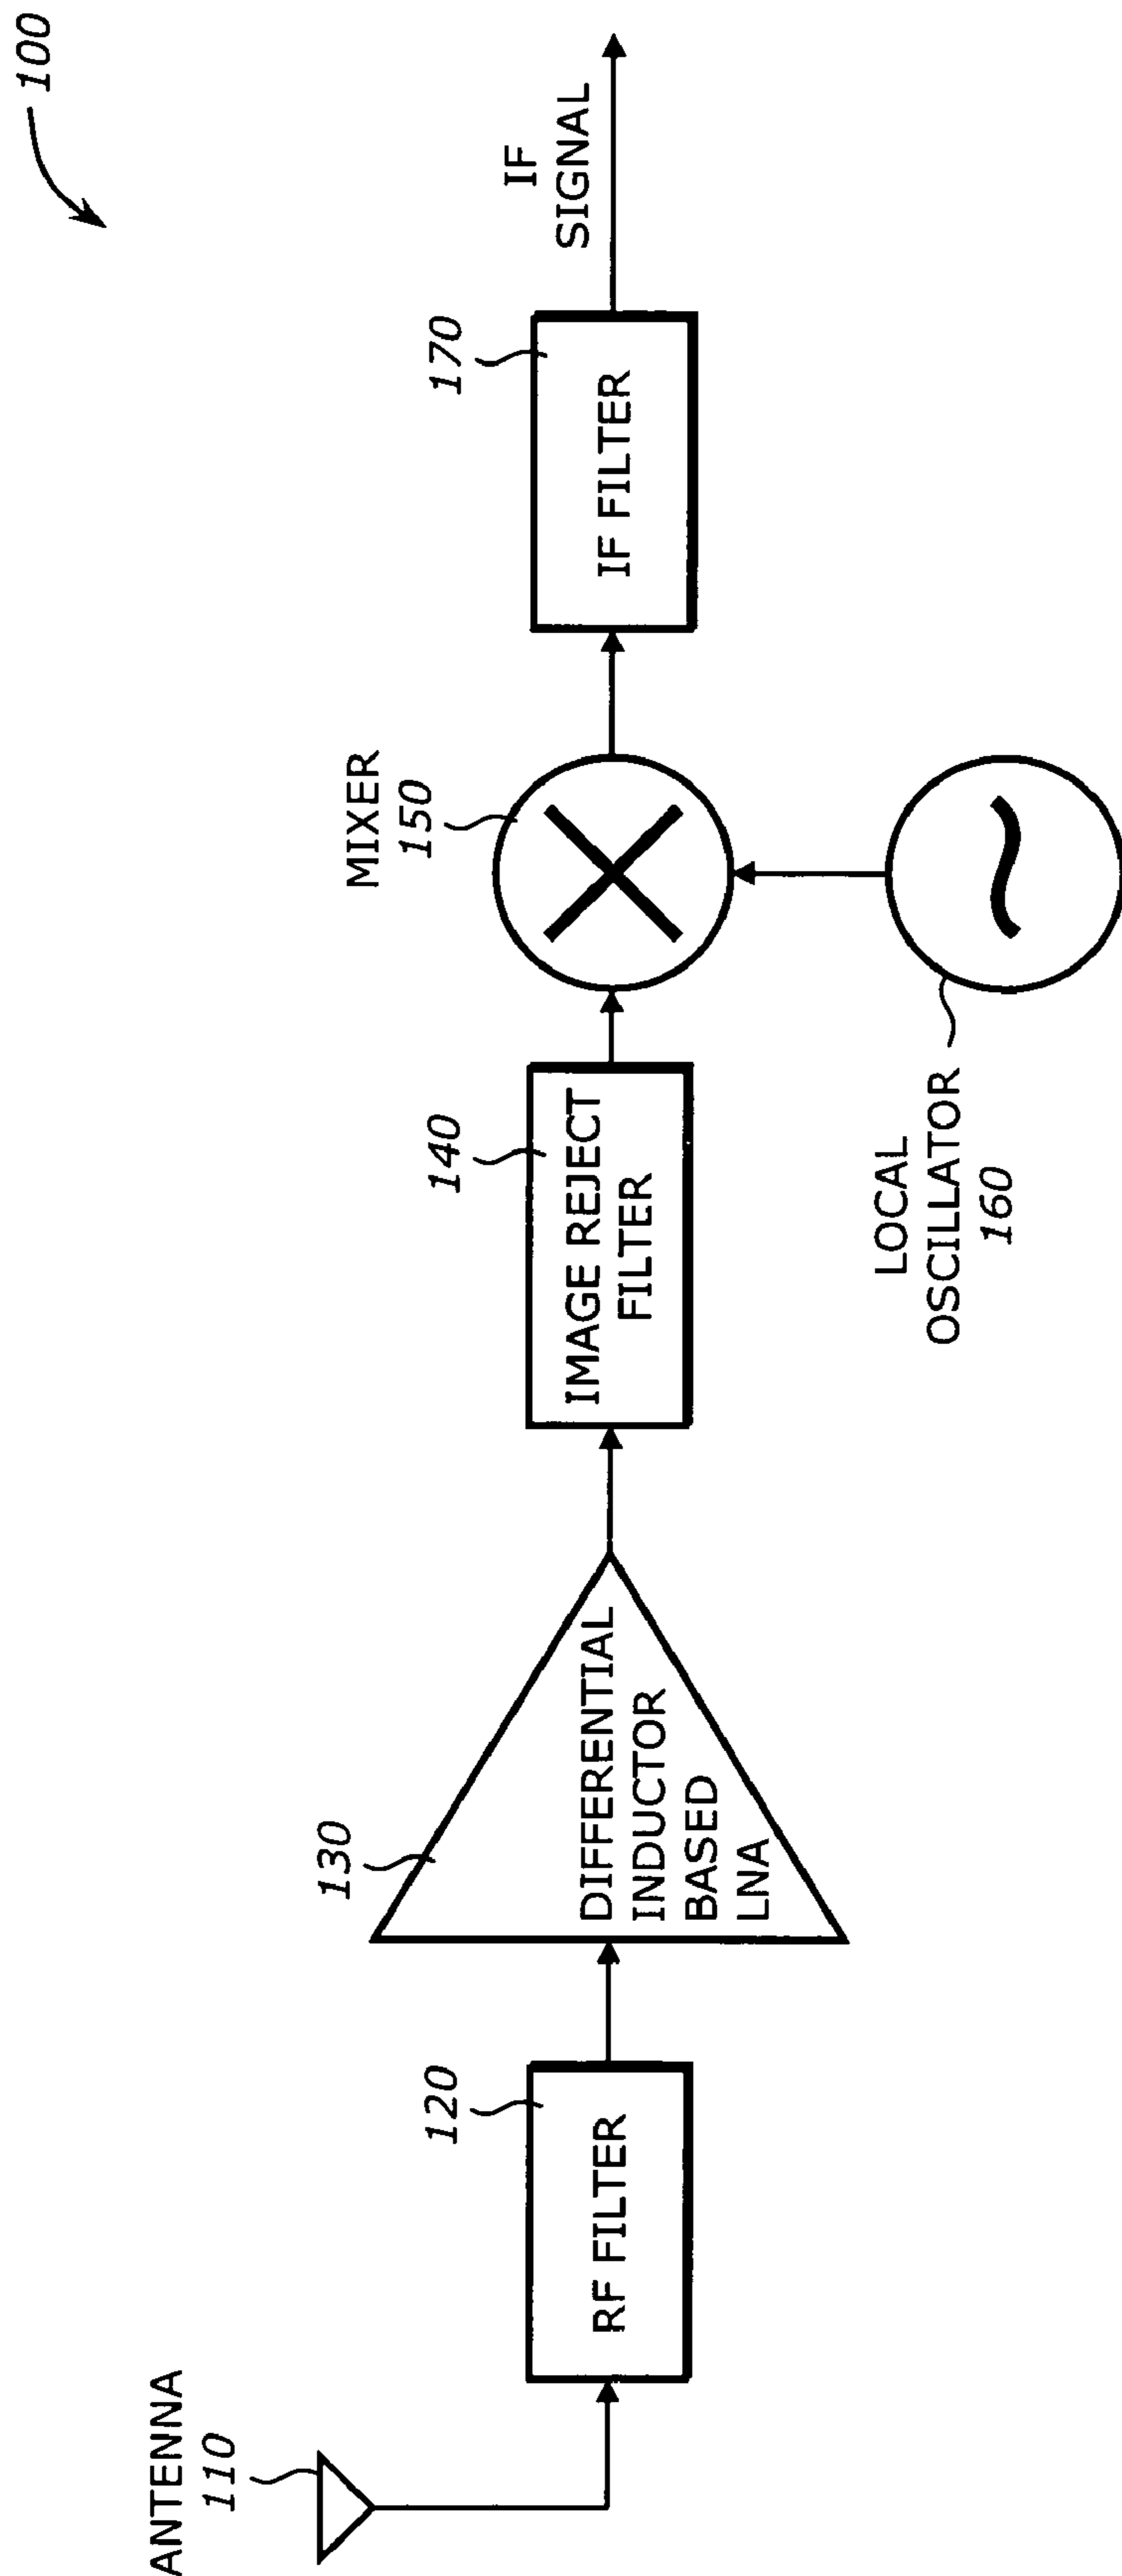 100
ANTENNA
110
RF FILTER
120
130
DIFFERENTIAL
INDUCTOR
BASED
LNA
140
IMAGE REJECT
FILTER
MIXER
150
LOCAL
OSCILLATOR
160
170
IF FILTER
IF
SIGNAL